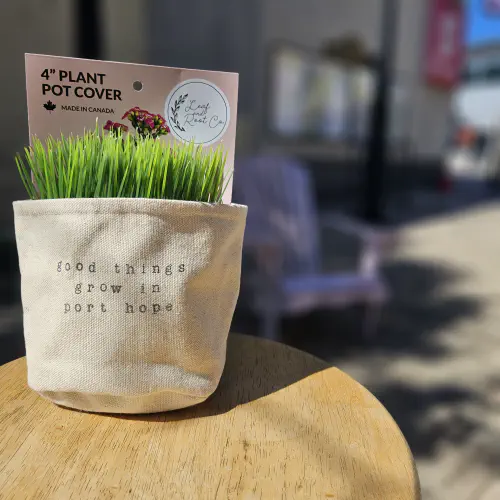 4" PLANT
POT COVER
MADE IN CANADA
Leaf
and
Root Co.
good things
grow in
port hope